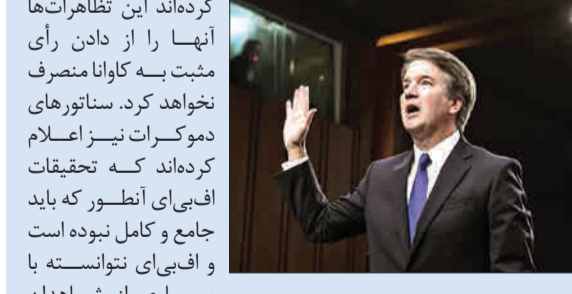 کرده‌اند این تظاهرات‌ها
آنها را از دادن رأی
مثبت به کاوانا منصرف
نخواهد کرد. سناتورهای
دموکرات نیز اعلام
کرده‌اند که تحقیقات
اف‌بی‌ای آنطور که باید
جامع و کامل نبوده است
و اف‌بی‌ای نتوانسته با